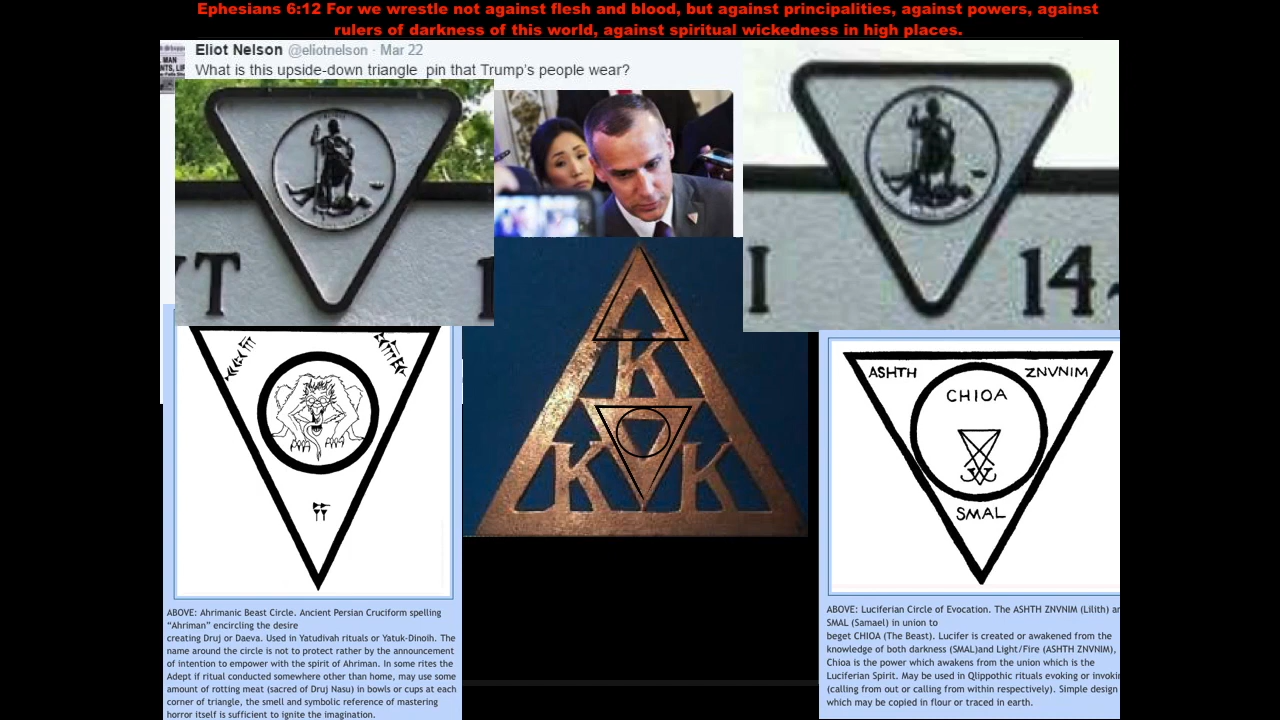 Ephesians 6:12 For we wrestle not against flesh and blood, but against principalities, against powers, against
rulers of darkness of this world, against spiritual wickedness in high places.
Eliot Nelson @eliotnelson · Mar 22
MAN
What is this upside-down triangle pin that Trump's people wear?
T
I
14
K
K K
ASHTH ZNVNIM
CHIOA
SMAL
ABOVE: Ahrimanic Beast Circle. Ancient Persian Cruciform spelling
"Ahriman" encircling the desire
creating Druj or Daeva. Used in Yatudivah rituals or Yatuk-Dinoih. The
name around the circle is not to protect rather by the announcement
of intention to empower with the spirit of Ahriman. In some rites the
Adept if ritual conducted somewhere other than home, may use some
amount of rotting meat (sacred of Druj Nasu) in bowls or cups at each
corner of triangle, the smell and symbolic reference of mastering
horror itself is sufficient to ignite the imagination.
ABOVE: Luciferian Circle of Evocation. The ASHTH ZNVNIM (Lilith) an
SMAL (Samael) in union to
beget CHIOA (The Beast). Lucifer is created or awakened from the
knowledge of both darkness (SMAL)and Light/Fire (ASHTH ZNVNIM),
Chioa is the power which awakens from the union which is the
Luciferian Spirit. May be used in Qlippothic rituals evoking or invokin
(calling from out or calling from within respectively). Simple design
which may be copied in flour or traced in earth.